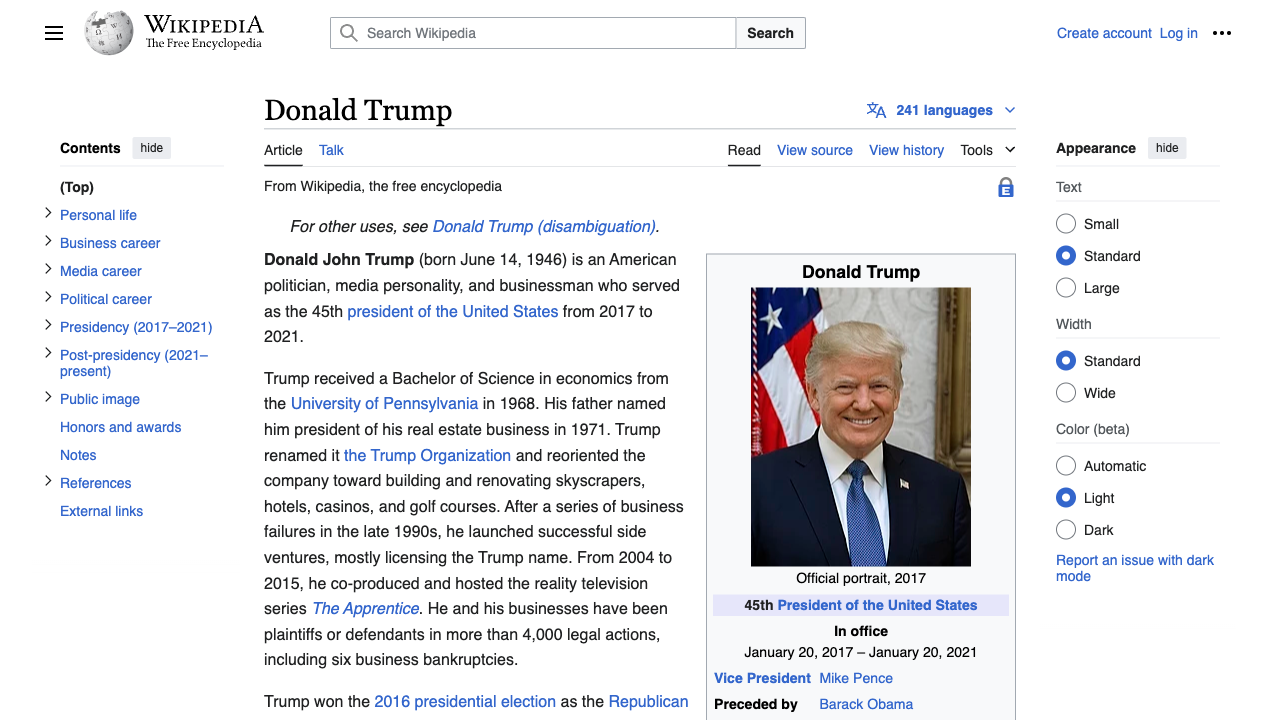 WIKIPEDIA
The Free Encyclopedia
Search Wikipedia
Search
Create account Log in
Donald Trump
241 languages
Contents hide
(Top)
Personal life
Business career
Media career
Political career
Presidency (2017–2021)
Post-presidency (2021–
present)
Public image
Honors and awards
Notes
References
External links
Article Talk
Read View source View history Tools
From Wikipedia, the free encyclopedia
E
For other uses, see Donald Trump (disambiguation).
Donald John Trump (born June 14, 1946) is an American
politician, media personality, and businessman who served
as the 45th president of the United States from 2017 to
2021.
Trump received a Bachelor of Science in economics from
the University of Pennsylvania in 1968. His father named
him president of his real estate business in 1971. Trump
renamed it the Trump Organization and reoriented the
company toward building and renovating skyscrapers,
hotels, casinos, and golf courses. After a series of business
failures in the late 1990s, he launched successful side
ventures, mostly licensing the Trump name. From 2004 to
2015, he co-produced and hosted the reality television
series The Apprentice. He and his businesses have been
plaintiffs or defendants in more than 4,000 legal actions,
including six business bankruptcies.
Trump won the 2016 presidential election as the Republican
Donald Trump
Official portrait, 2017
45th President of the United States
In office
January 20, 2017 – January 20, 2021
Vice President Mike Pence
Preceded by Barack Obama
Appearance hide
Text
Small
Standard
Large
Width
Standard
Wide
Color (beta)
Automatic
Light
Dark
Report an issue with dark
mode